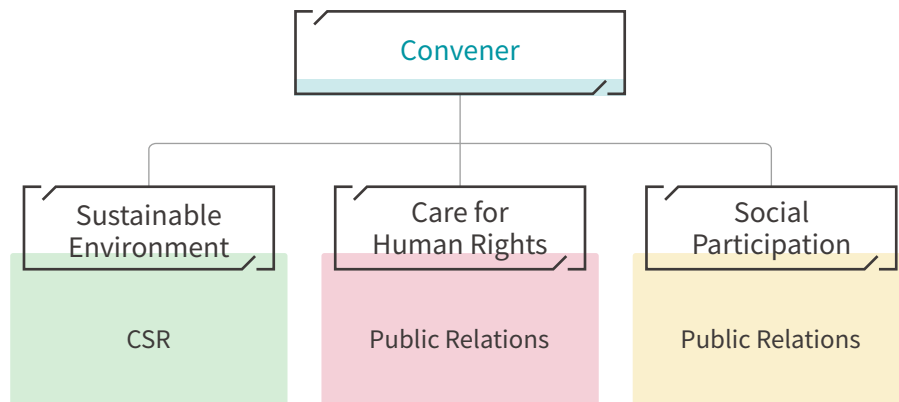 Convener
Sustainable
Environment
Care for
Human Rights
Social
Participation
CSR
Public Relations
Public Relations